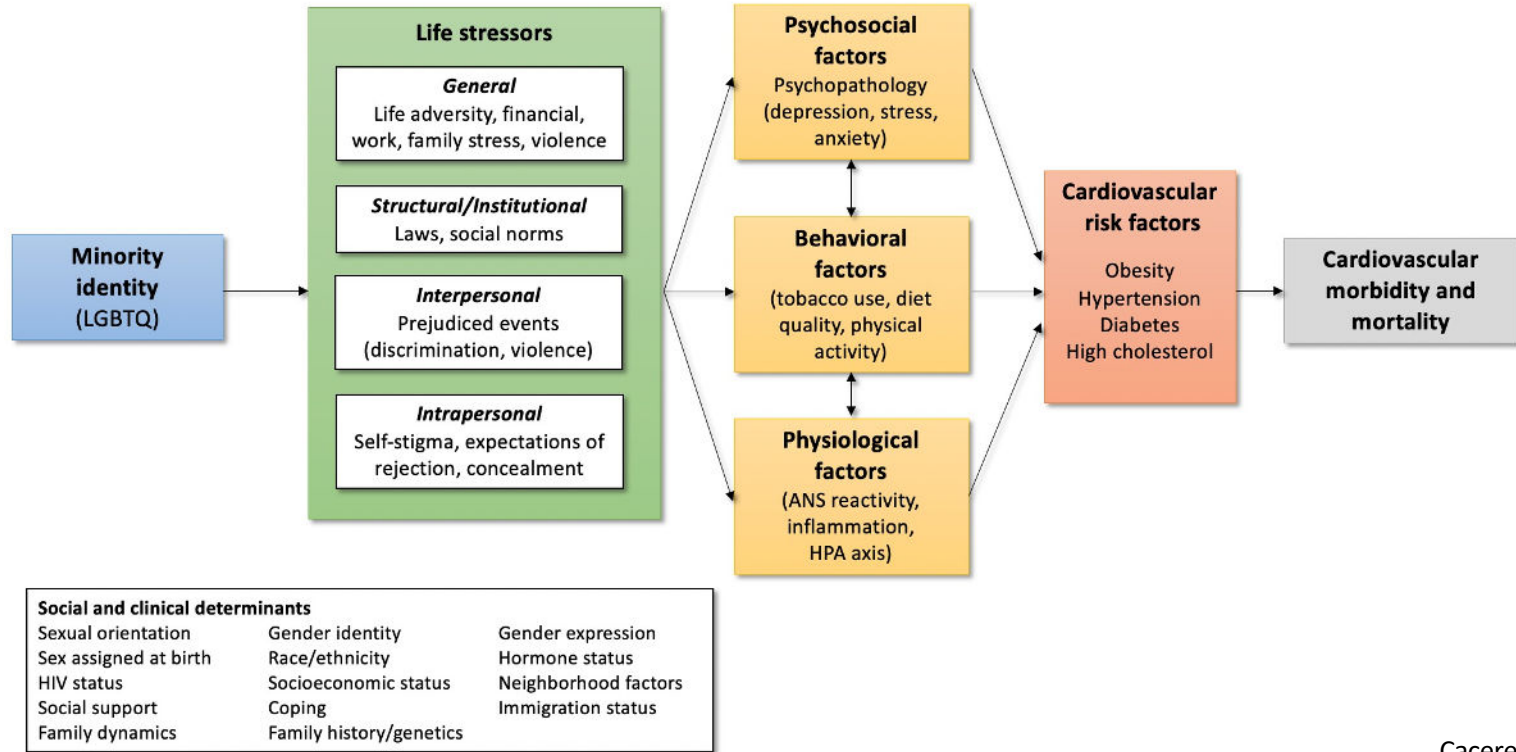 Minority
identity
(LGBTQ)
Life stressors
General
Life adversity, financial,
work, family stress, violence
Structural/Institutional
Laws, social norms
Interpersonal
Prejudiced events
(discrimination, violence)
Intrapersonal
Self-stigma, expectations of
rejection, concealment
Psychosocial
factors
Psychopathology
(depression, stress,
anxiety)
Behavioral
factors
(tobacco use, diet
quality, physical
activity)
Physiological
factors
(ANS reactivity,
inflammation,
HPA axis)
Cardiovascular
risk factors
Obesity
Hypertension
Diabetes
High cholesterol
Cardiovascular
morbidity and
mortality
Social and clinical determinants
Sexual orientation Gender identity Gender expression
Sex assigned at birth Race/ethnicity Hormone status
HIV status Socioeconomic status Neighborhood factors
Social support Coping Immigration status
Family dynamics Family history/genetics